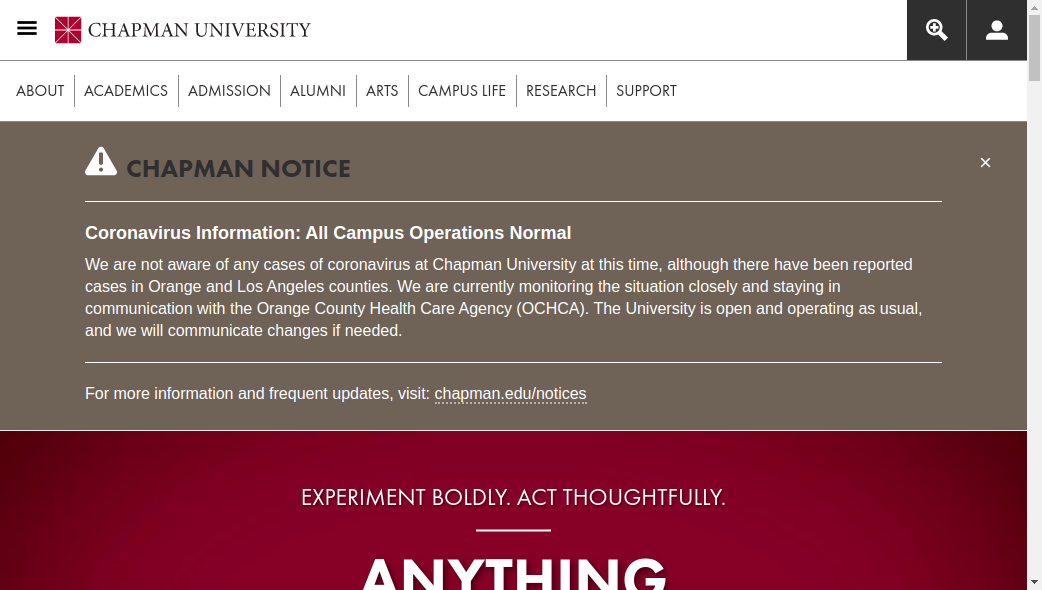 CHAPMAN UNIVERSITY
ABOUT
ACADEMICS
ADMISSION
ALUMNI
ARTS
CAMPUS LIFE
RESEARCH
SUPPORT
CHAPMAN NOTICE
×
Coronavirus Information: All Campus Operations Normal
We are not aware of any cases of coronavirus at Chapman University at this time, although there have been reported
cases in Orange and Los Angeles counties. We are currently monitoring the situation closely and staying in
communication with the Orange County Health Care Agency (OCHCA). The University is open and operating as usual,
and we will communicate changes if needed.
For more information and frequent updates, visit: chapman.edu/notices
EXPERIMENT BOLDLY. ACT THOUGHTFULLY.
ANYTHING